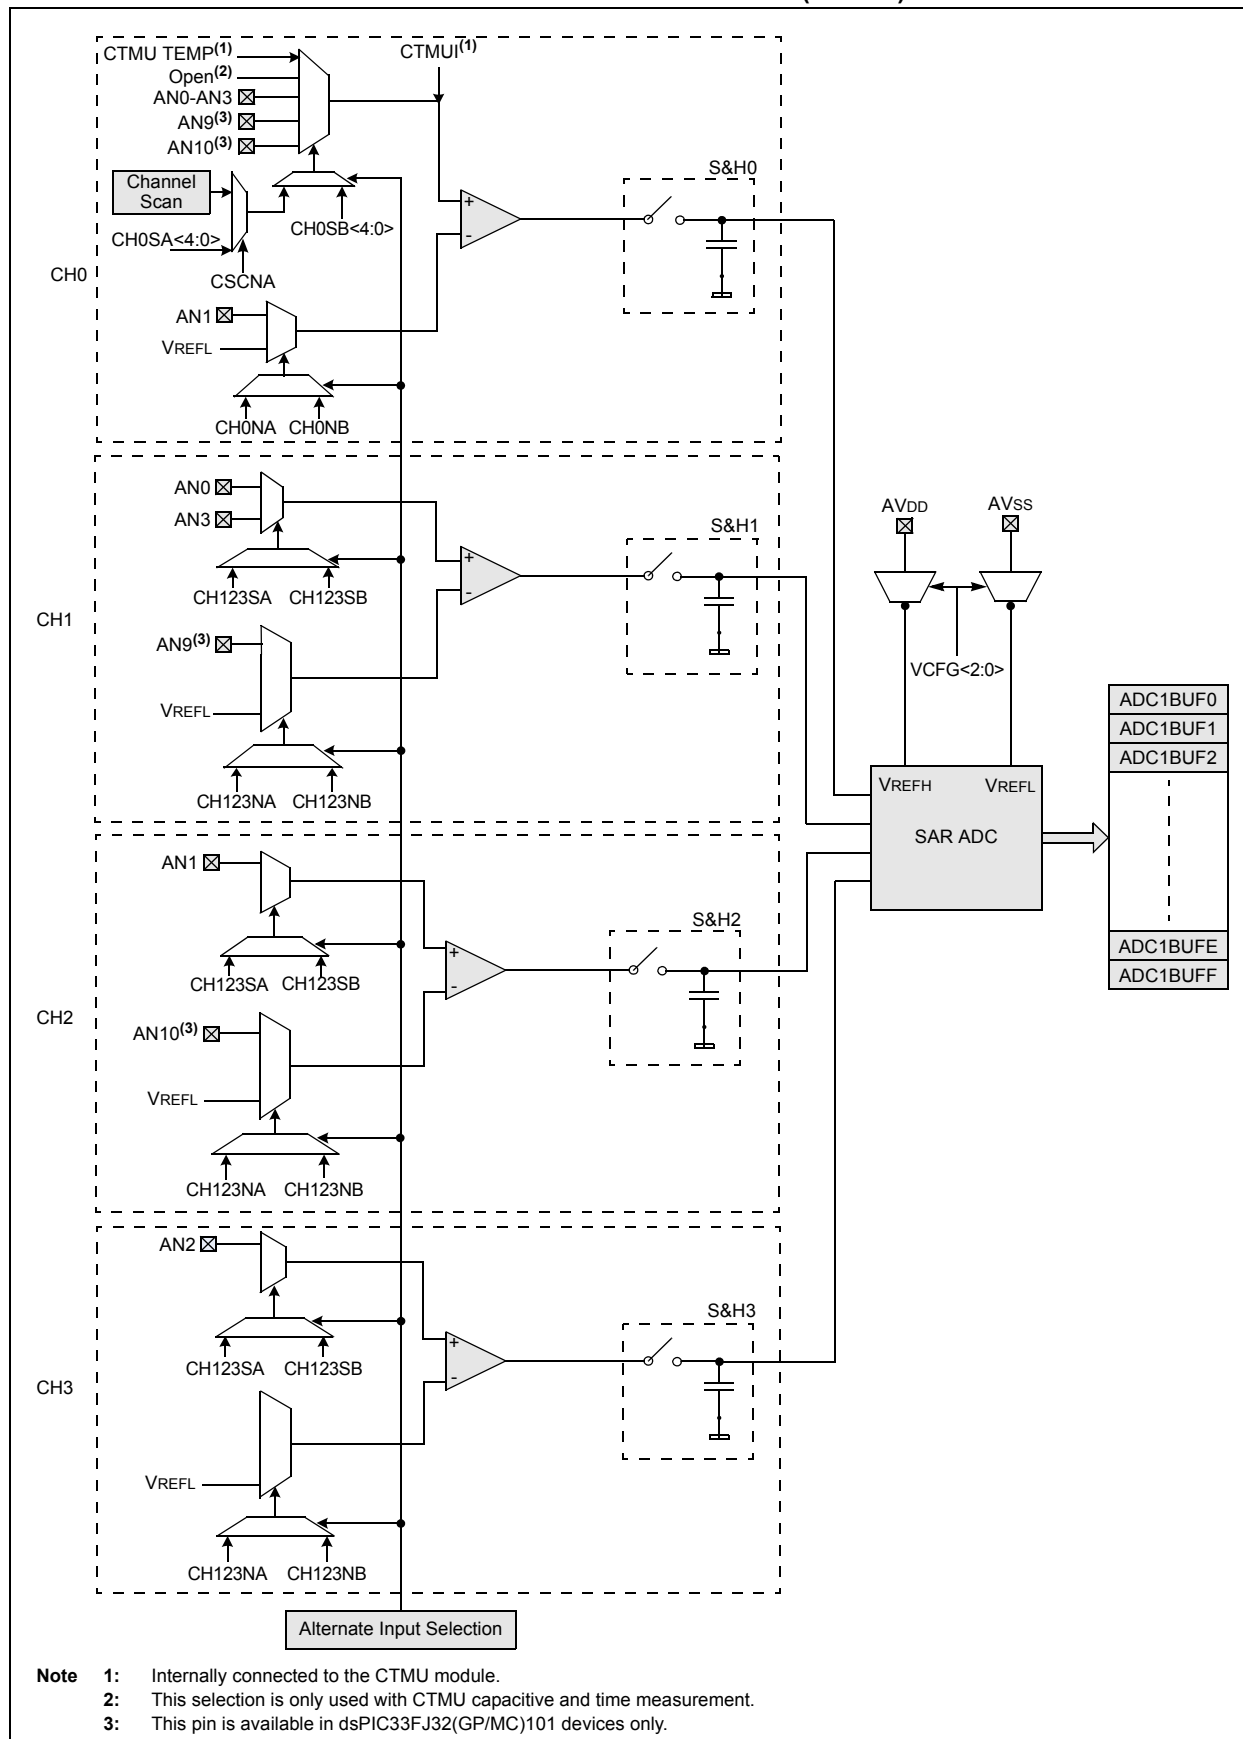 CTMU TEMP(1)
CTMUI(1)
Open(2)
AN0-AN3
AN9(3)
AN10(3)
Channel
Scan
CH0SA<4:0>
CH0SB<4:0>
CSCNA
S&H0
+
-
CH0
AN1
VREFL
CH0NA CH0NB
AN0
AN3
S&H1
+
-
CH123SA CH123SB
CH1
AN9(3)
VREFL
CH123NA CH123NB
AVDD AVSS
VCFG<2:0>
VREFH VREFL
SAR ADC
ADC1BUF0
ADC1BUF1
ADC1BUF2
ADC1BUFE
ADC1BUFF
AN1
S&H2
+
-
CH123SA CH123SB
CH2
AN10(3)
VREFL
CH123NA CH123NB
AN2
S&H3
+
-
CH123SA CH123SB
CH3
VREFL
CH123NA CH123NB
Alternate Input Selection
Note 1: Internally connected to the CTMU module.
2: This selection is only used with CTMU capacitive and time measurement.
3: This pin is available in dsPIC33FJ32(GP/MC)101 devices only.